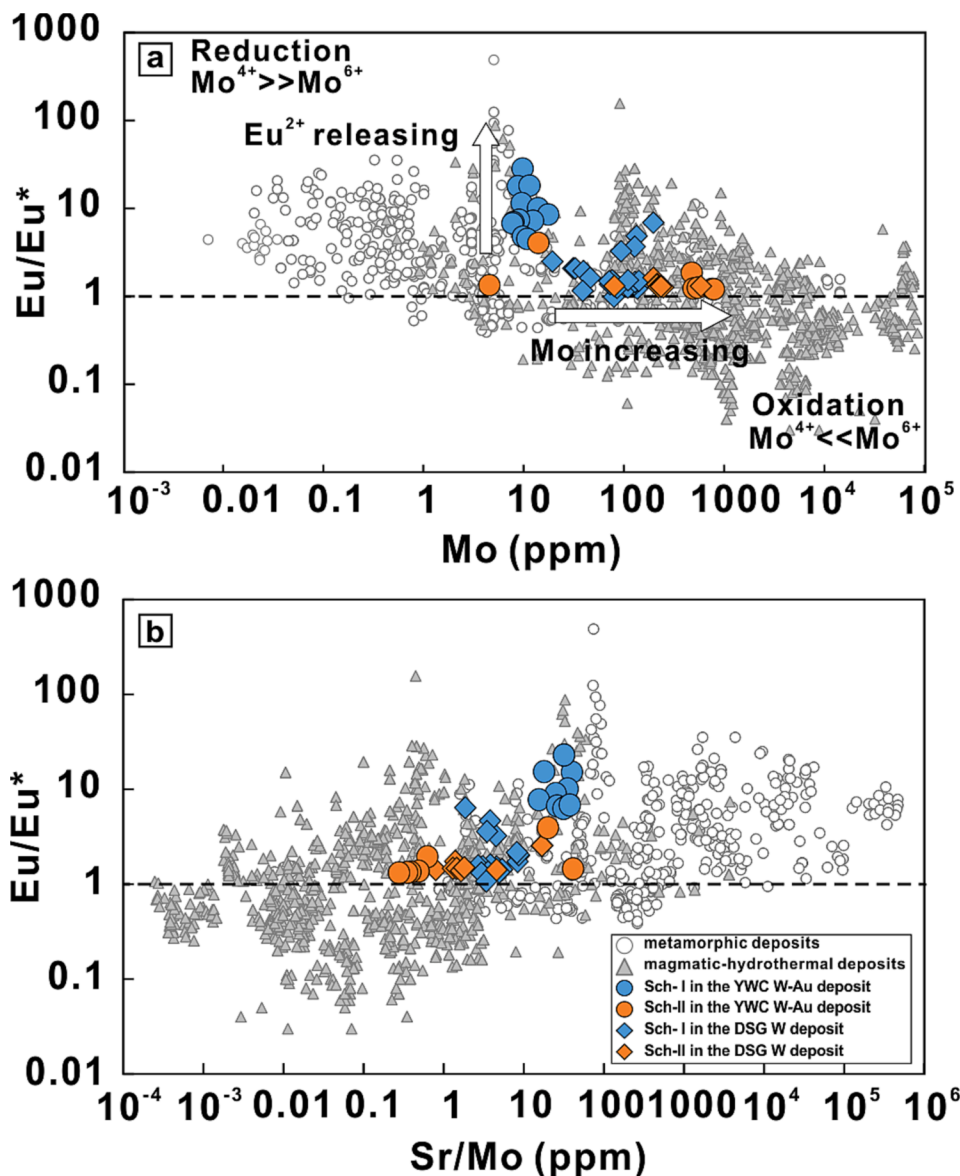 1000
a
Reduction
Mo⁴⁺>>Mo⁶⁺
100
Eu²⁺ releasing
Eu/Eu*
10
1
Mo increasing
0.1
Oxidation
Mo⁴⁺<<Mo⁶⁺
0.01
10⁻³ 0.01 0.1 1 10 100 1000 10⁴ 10⁵
Mo (ppm)
1000
b
100
Eu/Eu*
10
1
metamorphic deposits
magmatic-hydrothermal deposits
Sch- I in the YWC W-Au deposit
Sch-II in the YWC W-Au deposit
Sch- I in the DSG W deposit
Sch-II in the DSG W deposit
0.1
0.01
10⁻⁴ 10⁻³ 0.01 0.1 1 10 100 1000 10⁴ 10⁵ 10⁶
Sr/Mo (ppm)